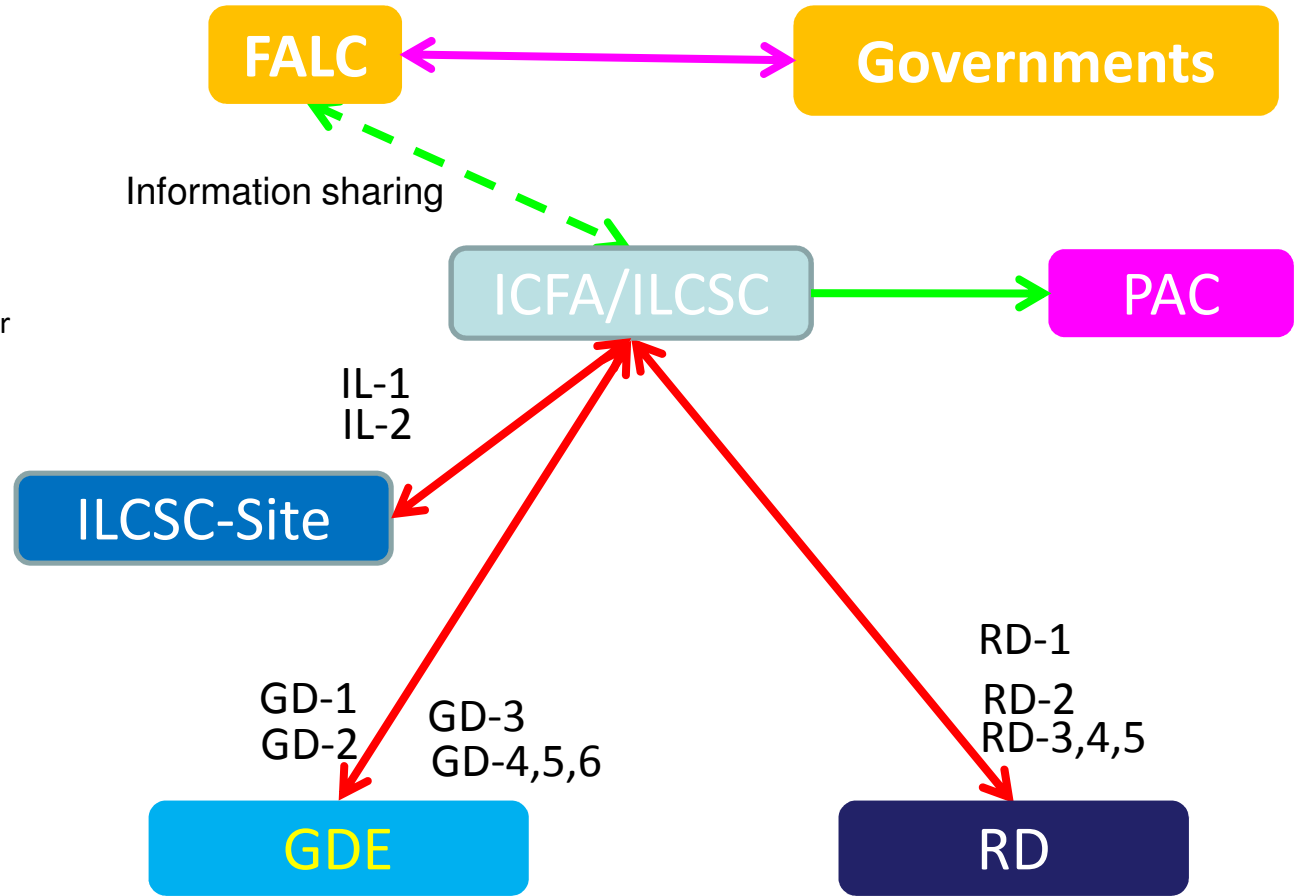 FALC
Governments
Information sharing
ICFA/ILCSC
PAC
r
IL-1
IL-2
ILCSC-Site
RD-1
GD-1
RD-2
GD-3
GD-2
RD-3,4,5
GD-4,5,6
GDE
RD